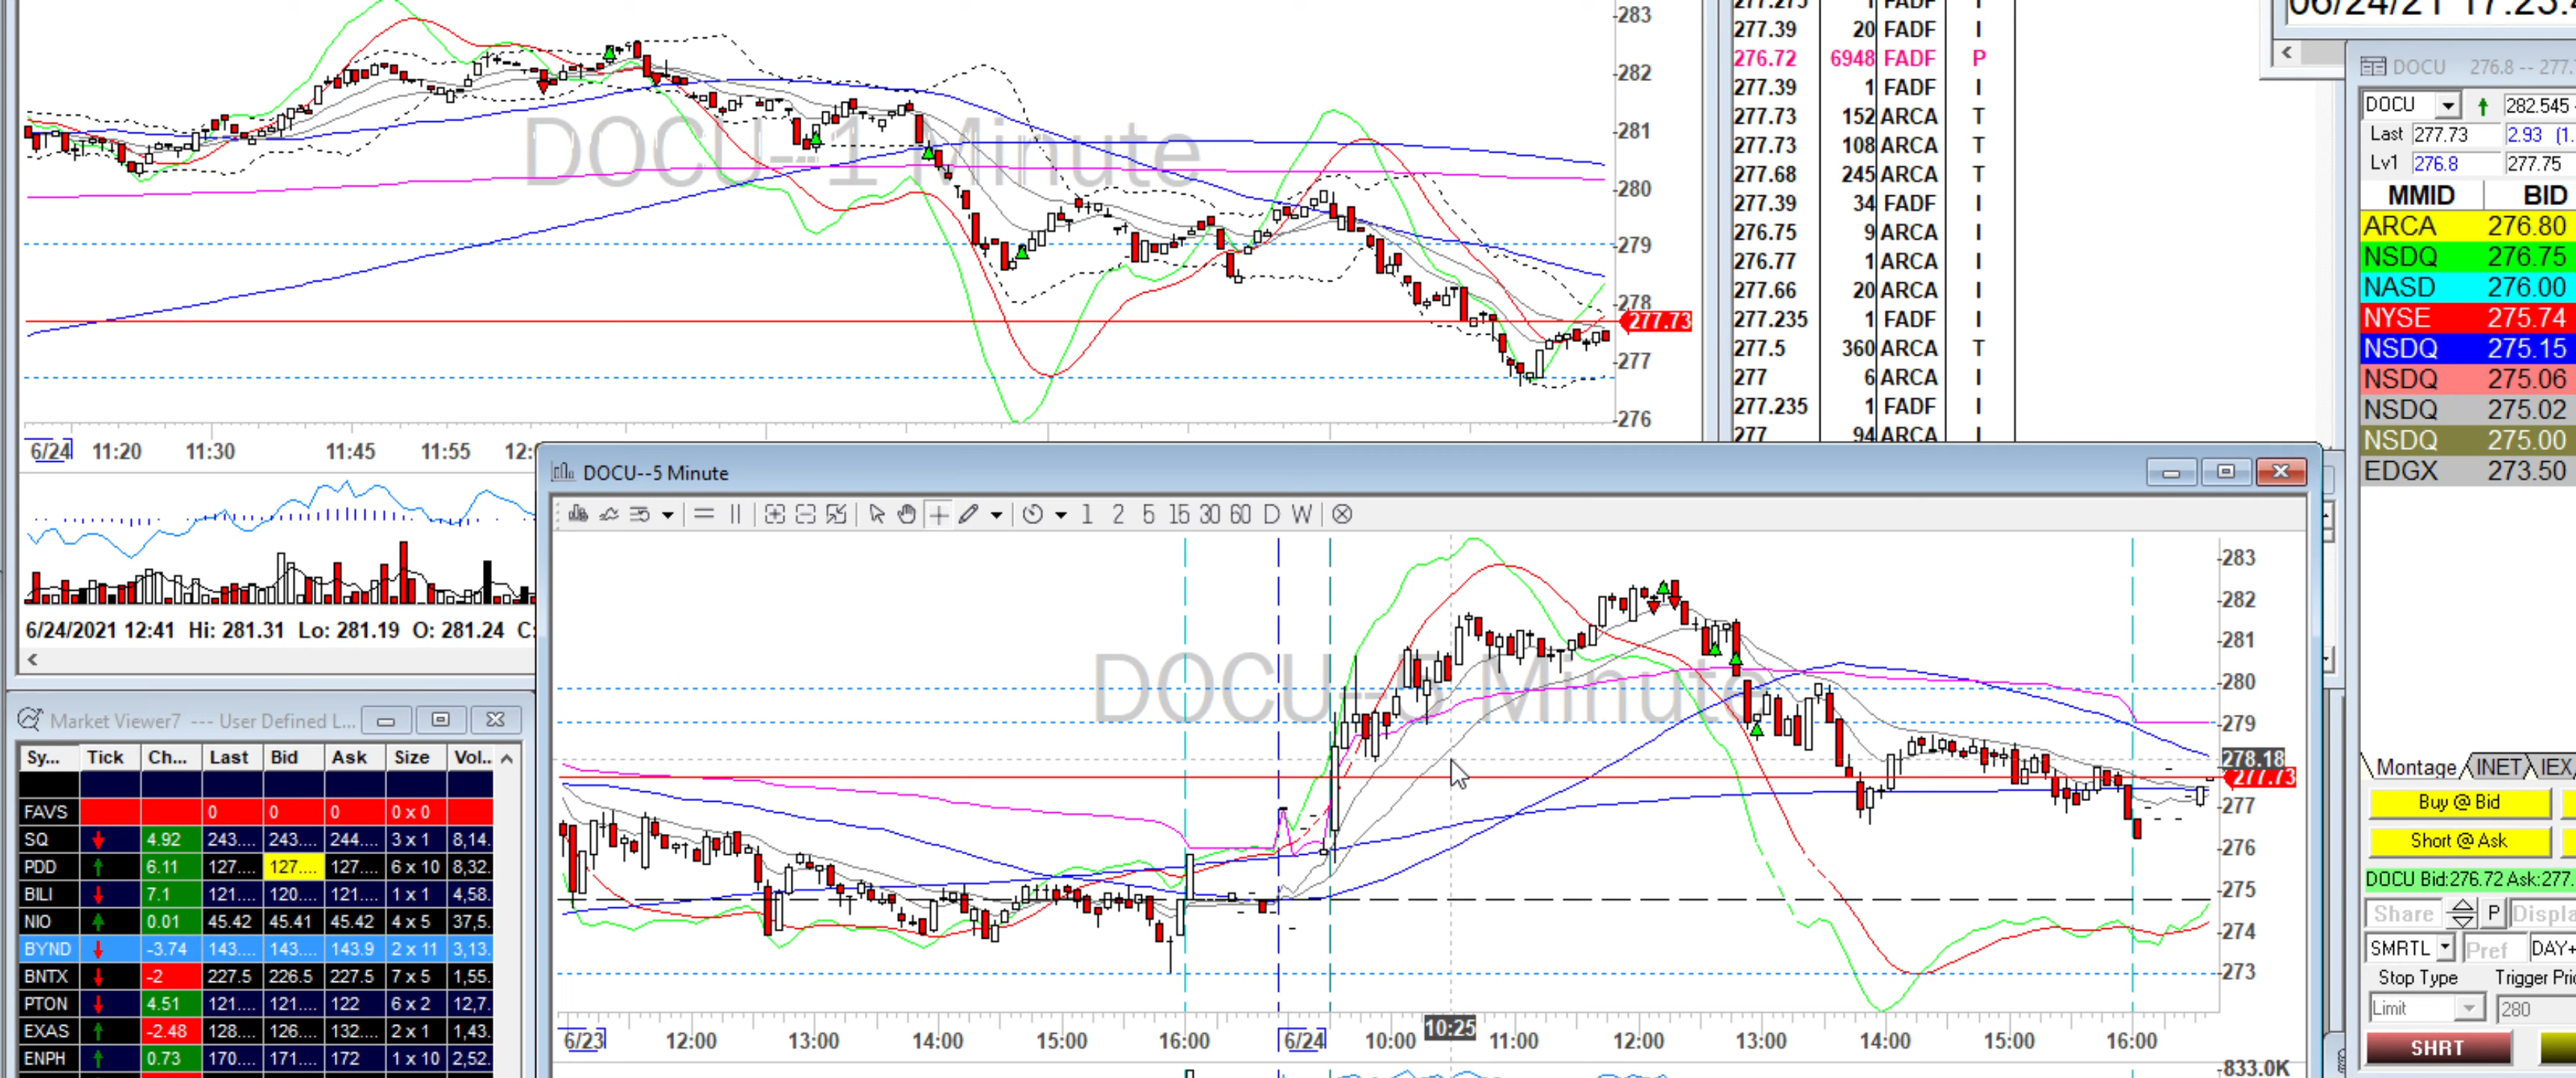 283
282
281
280
279
278
277.73
277
276
DOCU--1 Minute
6/24 11:20 11:30 11:45 11:55
6/24/2021 12:41 Hi: 281.31 Lo: 281.19 O: 281.24
277.275 1 FADF I
277.39 20 FADF I
276.72 6948 FADF P
277.39 1 FADF I
277.73 152 ARCA T
277.73 108 ARCA T
277.68 245 ARCA T
277.39 34 FADF I
276.75 9 ARCA I
276.77 1 ARCA I
277.66 20 ARCA I
277.235 1 FADF I
277.5 360 ARCA T
277 6 ARCA I
277.235 1 FADF I
277 94 ARCA I
DOCU 276.8 -- 277.
DOCU 282.545
Last 277.73 2.93 (1.
Lv1 276.8 277.75
MMID BID
ARCA 276.80
NSDQ 276.75
NASD 276.00
NYSE 275.74
NSDQ 275.15
NSDQ 275.06
NSDQ 275.02
NSDQ 275.00
EDGX 273.50
DOCU--5 Minute
1 2 5 15 30 60 D W
DOCU--5 Minute
283
282
281
280
279
278.18
277.73
277
276
275
274
273
6/23 12:00 13:00 14:00 15:00 16:00 6/24 10:00 10:25 11:00 12:00 13:00 14:00 15:00 16:00
833.0K
Market Viewer7 --- User Defined L...
Sy... Tick Ch... Last Bid Ask Size Vol..
FAVS 0 0 0 0 x 0
SQ 4.92 243.... 243.... 244.... 3 x 1 8,14.
PDD 6.11 127.... 127.... 127.... 6 x 10 8,32.
BILI 7.1 121.... 120.... 121.... 1 x 1 4,58.
NIO 0.01 45.42 45.41 45.42 4 x 5 37,5.
BYND -3.74 143.... 143.... 143.9 2 x 11 3,13.
BNTX -2 227.5 226.5 227.5 7 x 5 1,55.
PTON 4.51 121.... 121.... 122 6 x 2 12,7.
EXAS -2.48 128.... 126.... 132.... 2 x 1 1,43.
ENPH 0.73 170.... 171.... 172 1 x 10 2,52.
Montage INET IEX
Buy @ Bid
Short @ Ask
DOCU Bid:276.72 Ask:277.
Share P Displa
SMRTL Pref DAY+
Stop Type Trigger Pri
Limit 280
SHRT